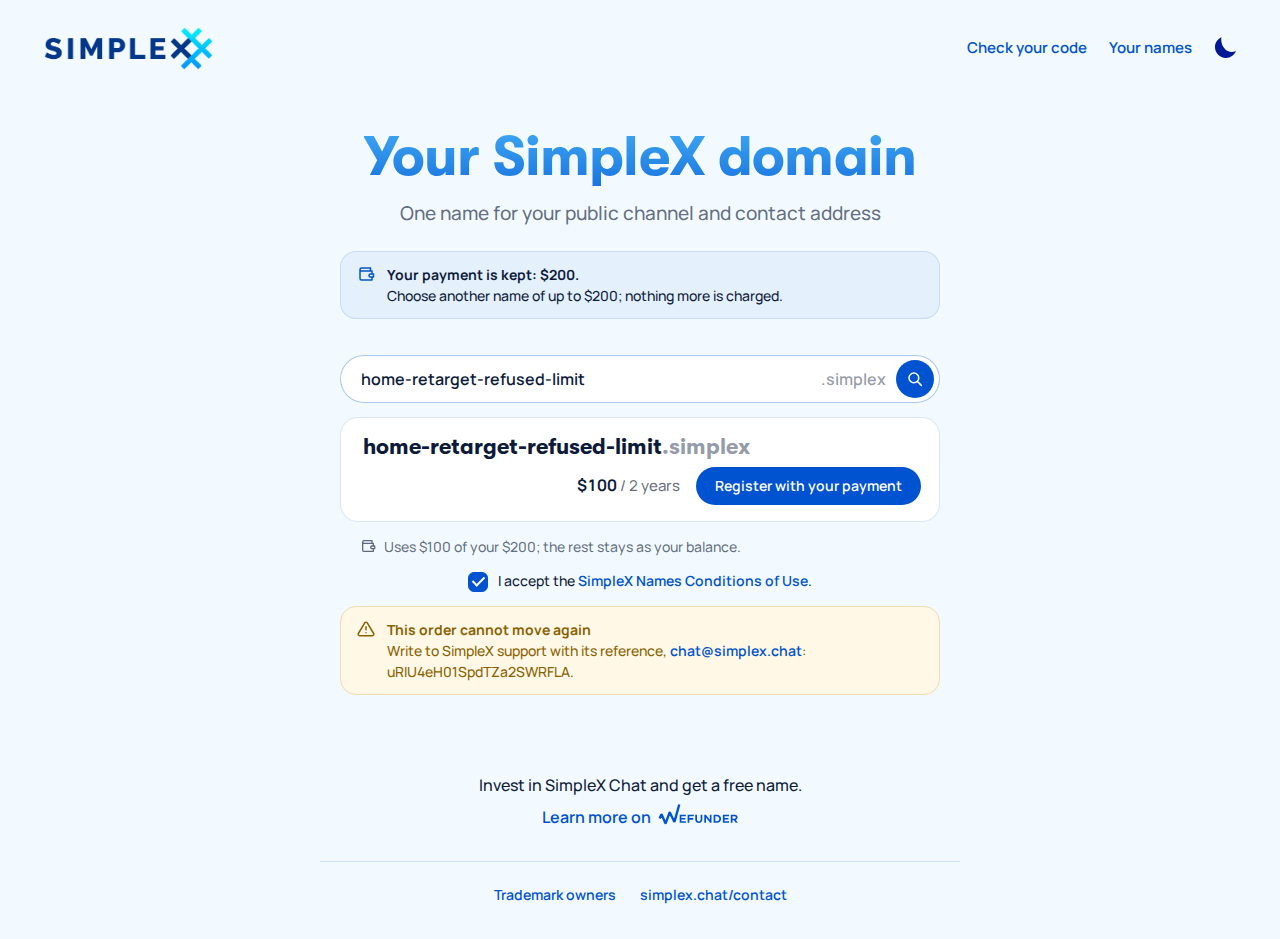 SIMPLEX
Check your code
Your names
Your SimpleX domain
One name for your public channel and contact address
Your payment is kept: $200.
Choose another name of up to $200; nothing more is charged.
home-retarget-refused-limit .simplex
home-retarget-refused-limit.simplex
$100 / 2 years
Register with your payment
Uses $100 of your $200; the rest stays as your balance.
I accept the SimpleX Names Conditions of Use.
This order cannot move again
Write to SimpleX support with its reference, chat@simplex.chat:
uRIU4eH01SpdTZa2SWRFLA.
Invest in SimpleX Chat and get a free name.
Learn more on WEFUNDER
Trademark owners
simplex.chat/contact